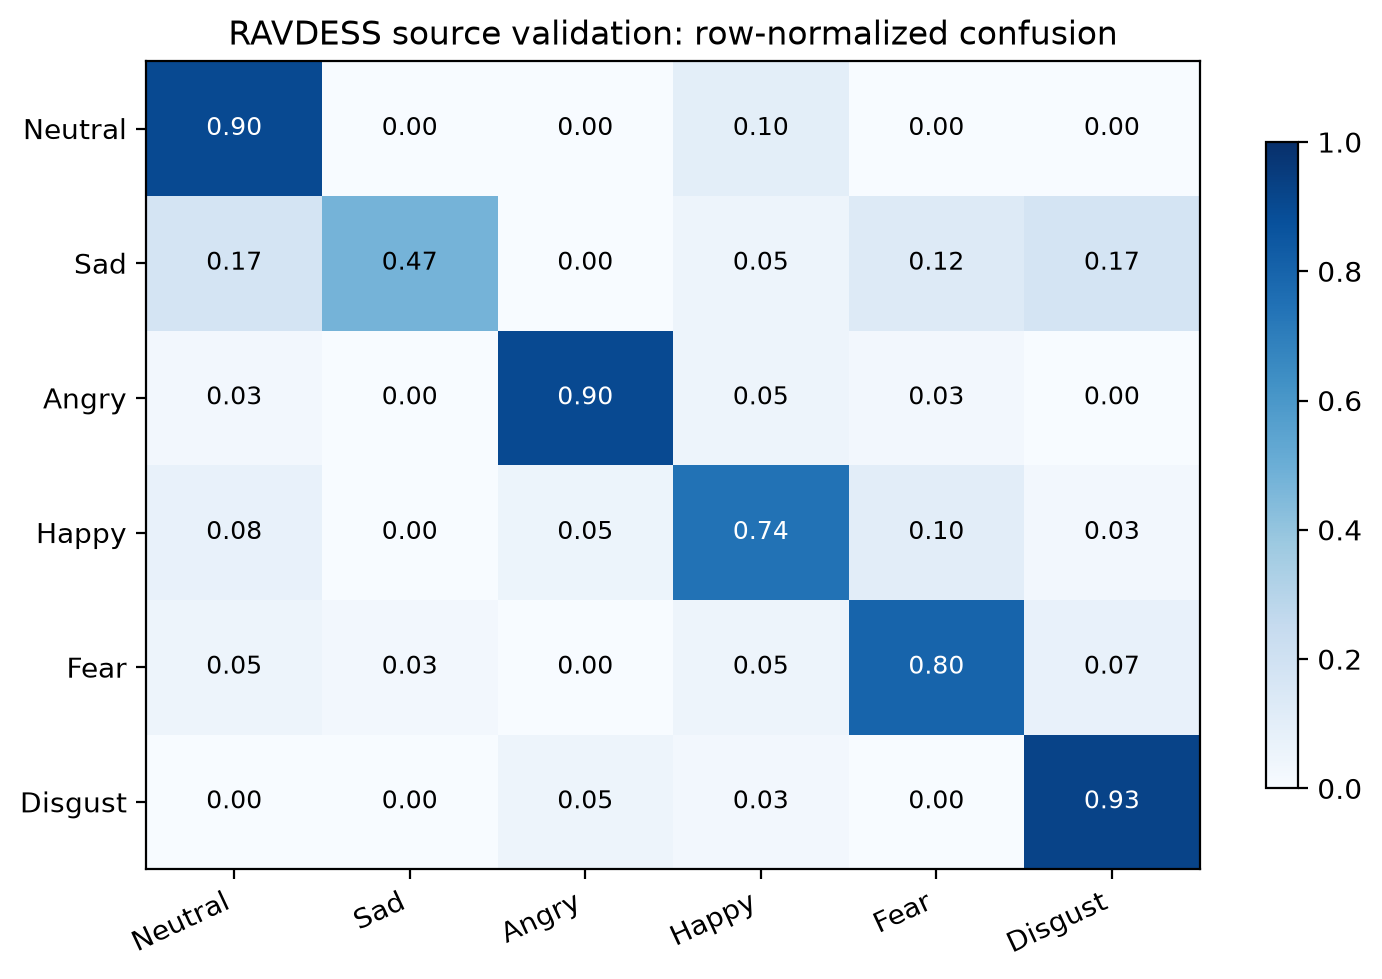 RAVDESS source validation: row-normalized confusion
Neutral 0.90 0.00 0.00 0.10 0.00 0.00
Sad 0.17 0.47 0.00 0.05 0.12 0.17
Angry 0.03 0.00 0.90 0.05 0.03 0.00
Happy 0.08 0.00 0.05 0.74 0.10 0.03
Fear 0.05 0.03 0.00 0.05 0.80 0.07
Disgust 0.00 0.00 0.05 0.03 0.00 0.93
Neutral Sad Angry Happy Fear Disgust
1.0
0.8
0.6
0.4
0.2
0.0